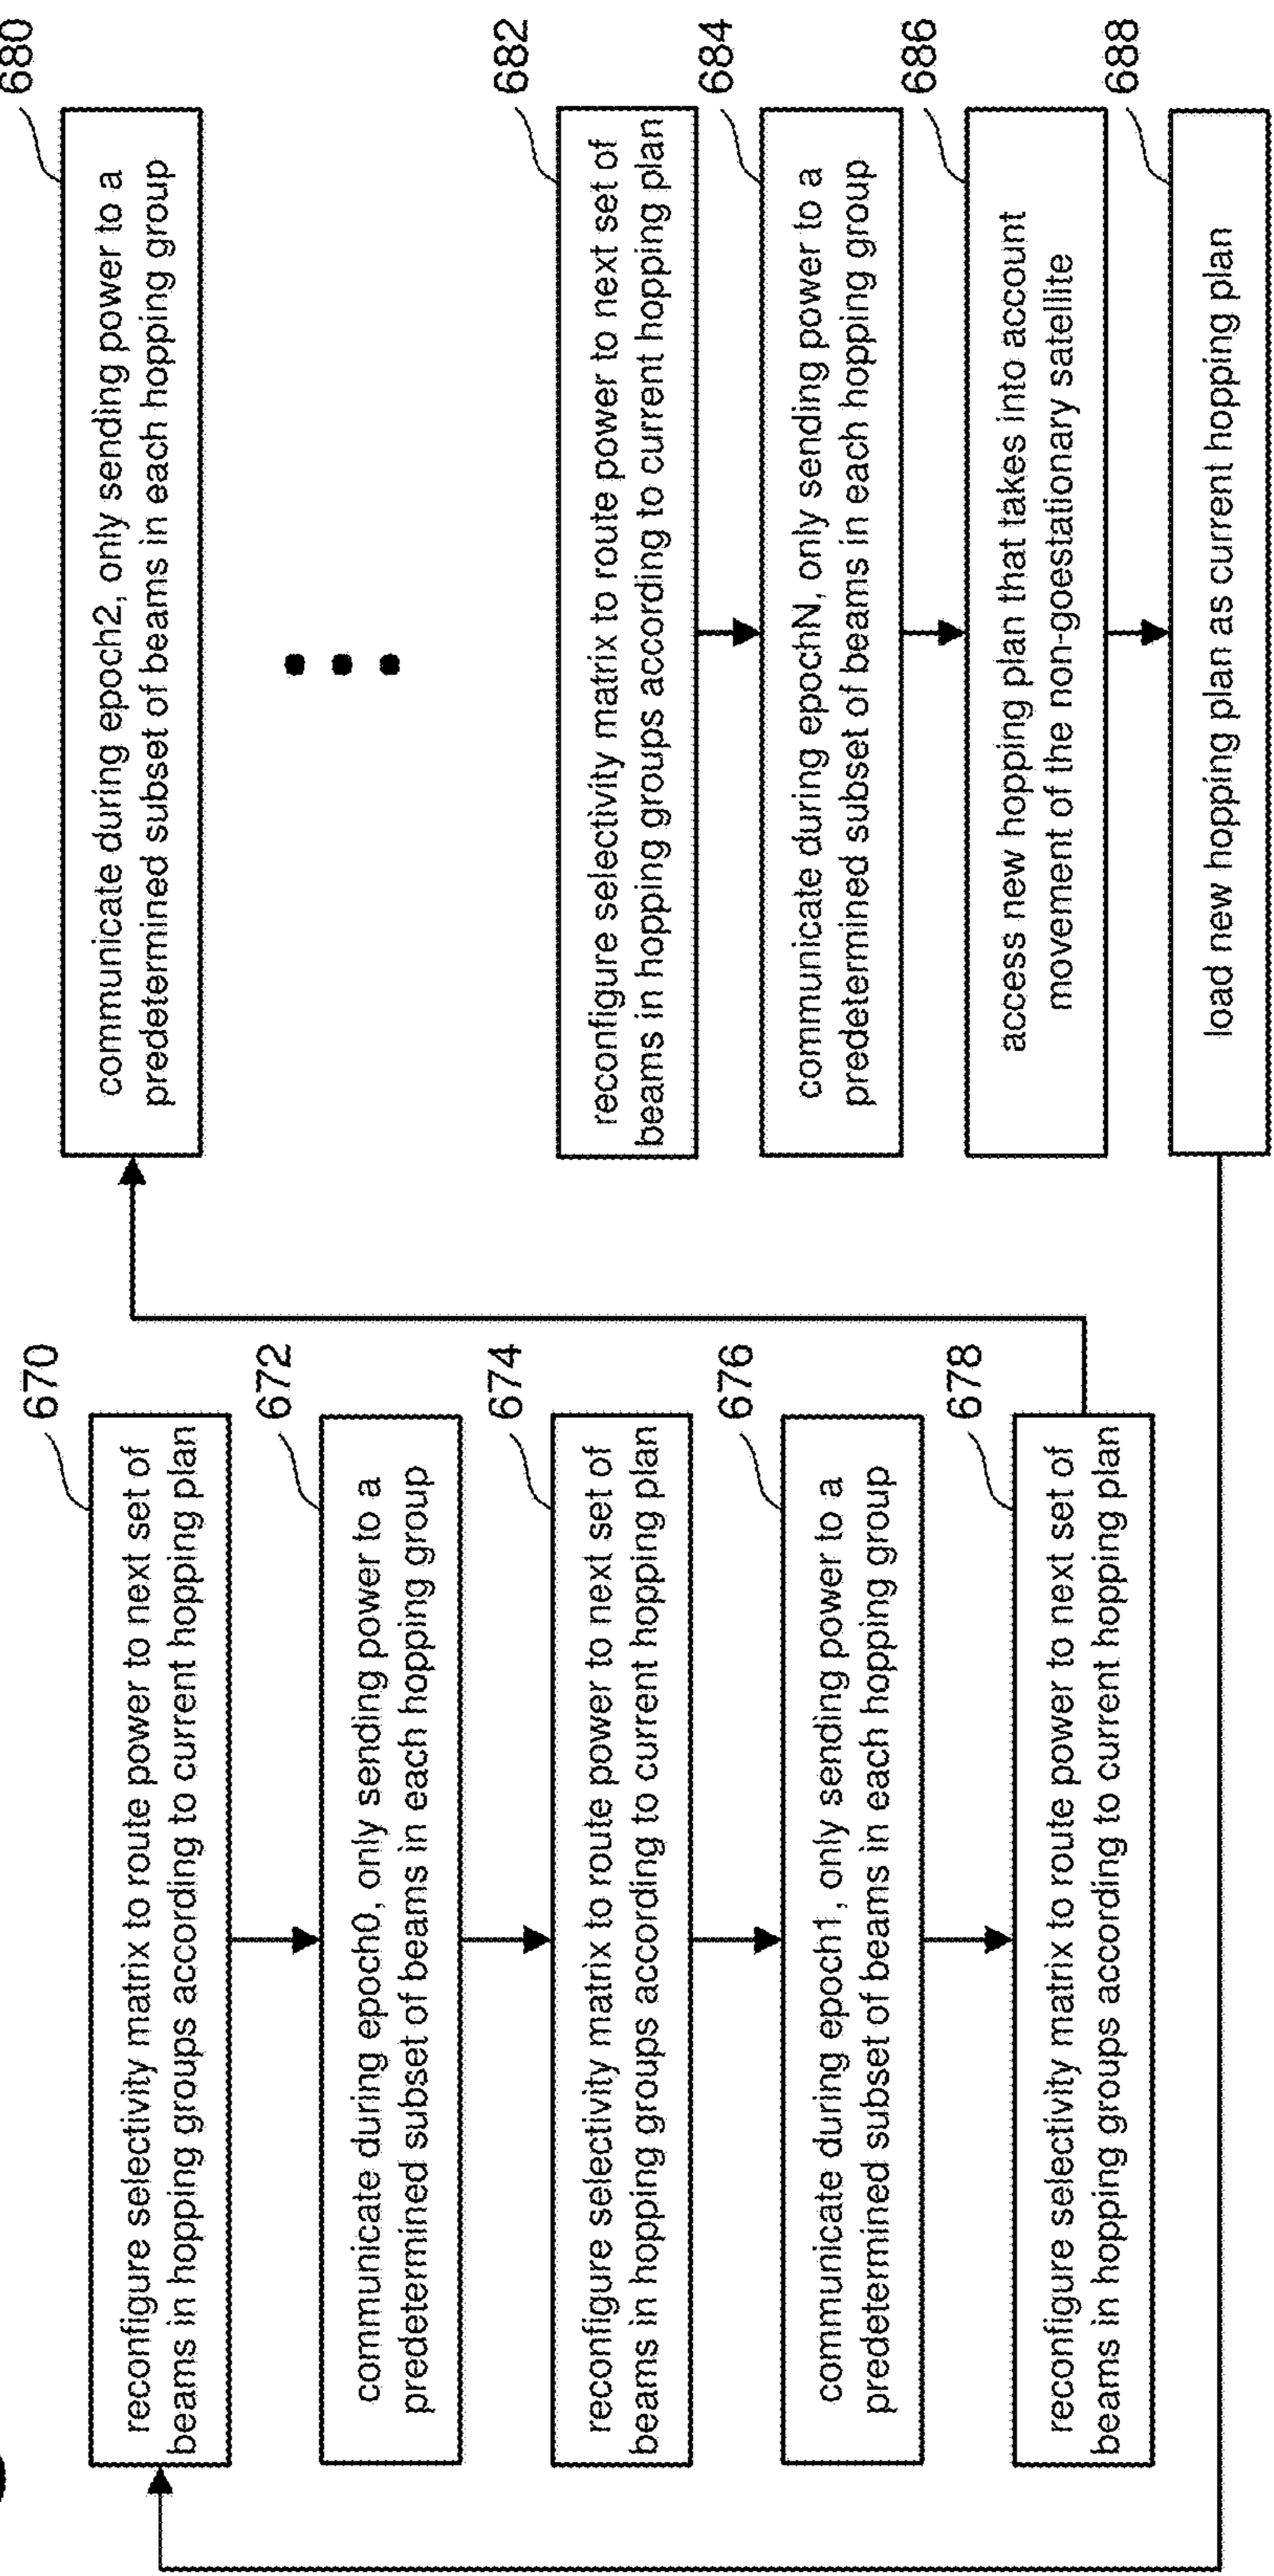 670
reconfigure selectivity matrix to route power to next set of
beams in hopping groups according to current hopping plan
672
communicate during epoch0, only sending power to a
predetermined subset of beams in each hopping group
674
reconfigure selectivity matrix to route power to next set of
beams in hopping groups according to current hopping plan
676
communicate during epoch1, only sending power to a
predetermined subset of beams in each hopping group
678
reconfigure selectivity matrix to route power to next set of
beams in hopping groups according to current hopping plan
680
communicate during epoch2, only sending power to a
predetermined subset of beams in each hopping group
682
reconfigure selectivity matrix to route power to next set of
beams in hopping groups according to current hopping plan
684
communicate during epochN, only sending power to a
predetermined subset of beams in each hopping group
686
access new hopping plan that takes into account
movement of the non-goestationary satellite
688
load new hopping plan as current hopping plan